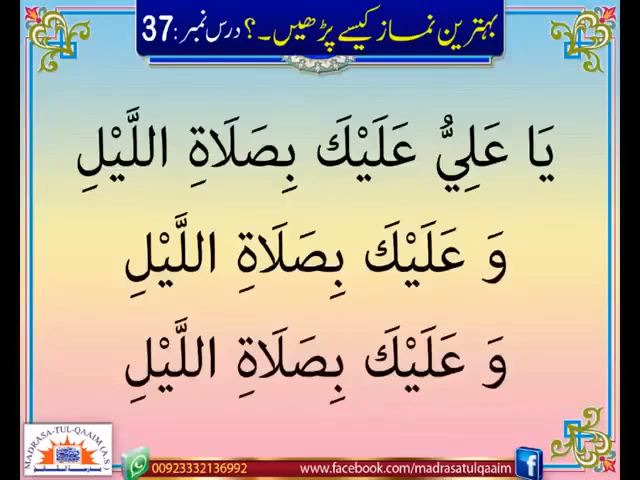 بہترین نماز کیسے پڑھیں۔؟ درس نمبر: 37
يَا عَلِيُّ عَلَيْكَ بِصَلَاةِ اللَّيْلِ
وَ عَلَيْكَ بِصَلَاةِ اللَّيْلِ
وَ عَلَيْكَ بِصَلَاةِ اللَّيْلِ
MADRASA-TUL-QAAIM (A.S)
00923332136992
www.facebook.com/madrasatulqaaim